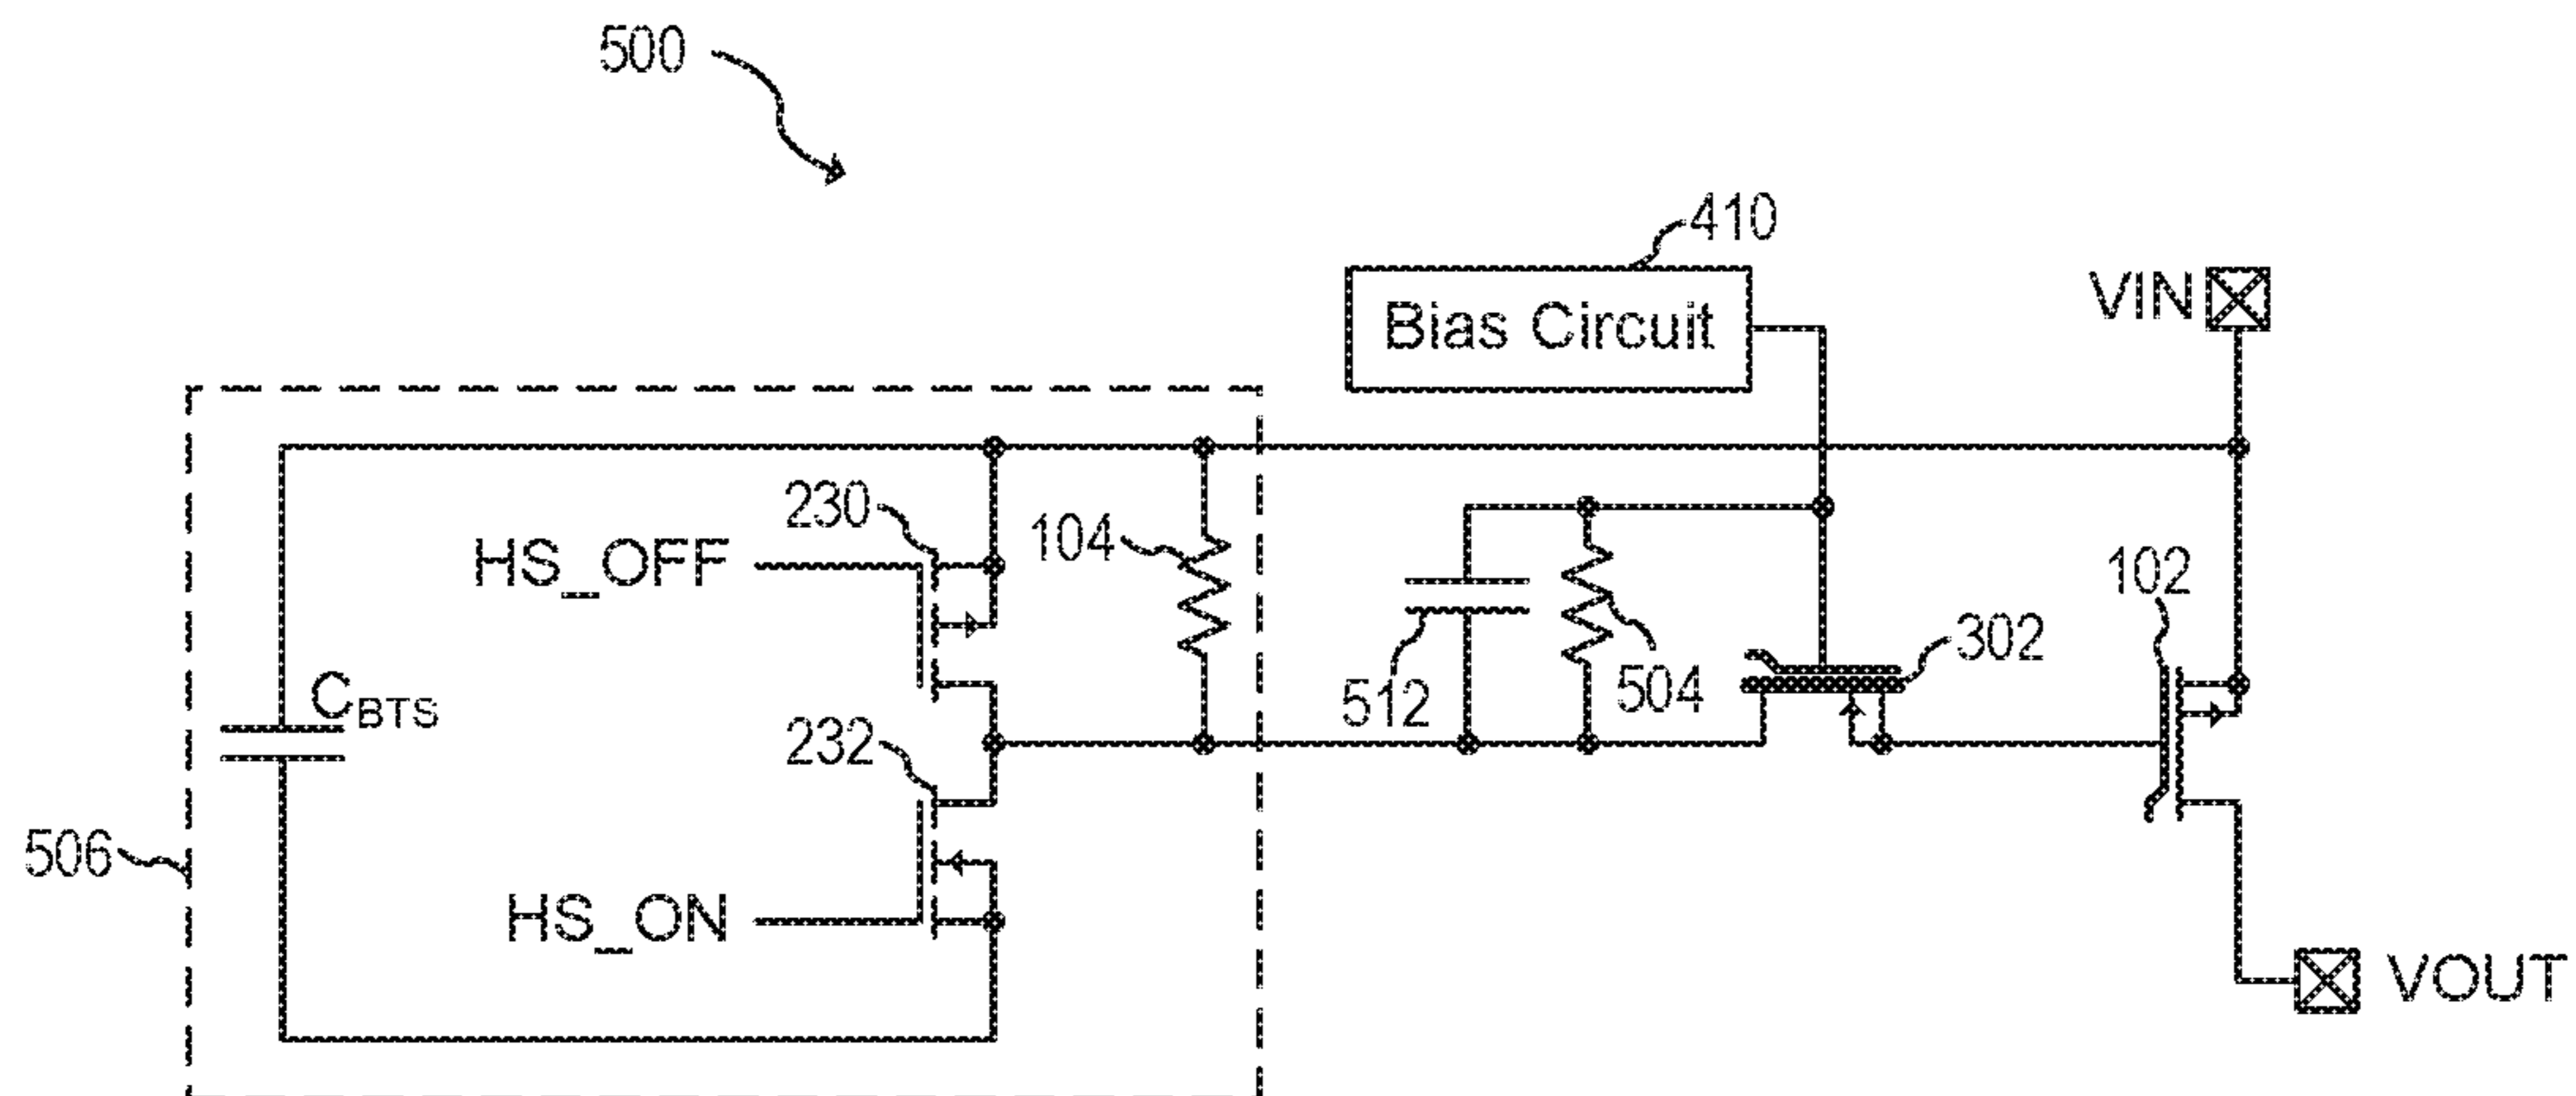 500
410
Bias Circuit
VIN
230
HS_OFF
104
102
302
504
512
CBTS
232
506
HS_ON
VOUT